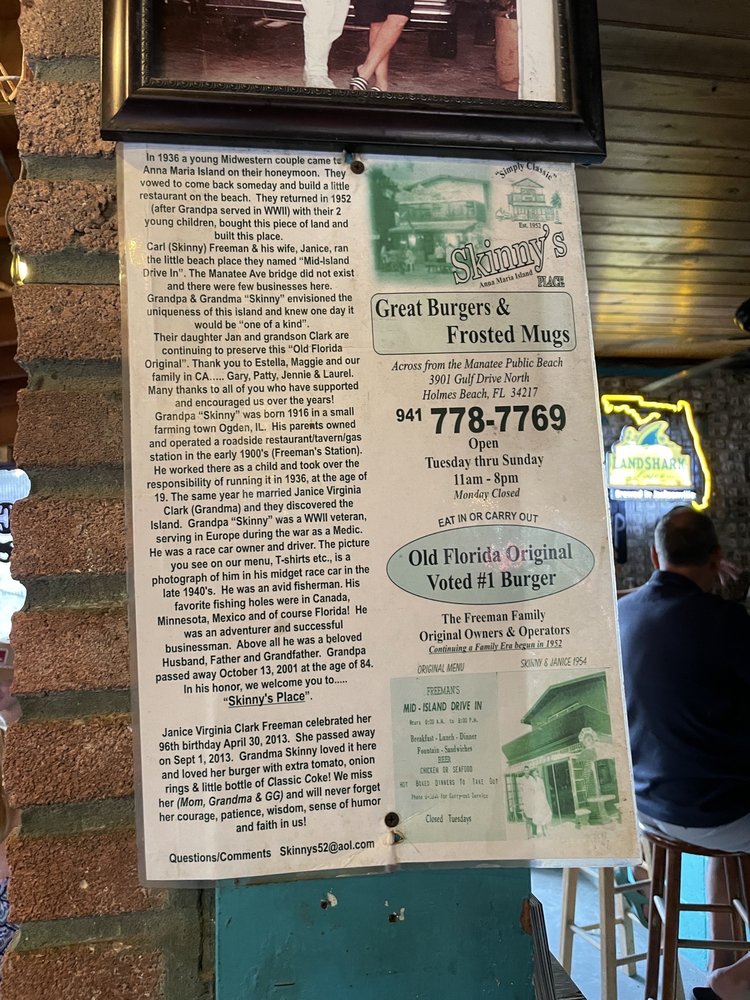 In 1936 a young Midwestern couple came to
Anna Maria Island on their honeymoon. They
vowed to come back someday and build a little
restaurant on the beach. They returned in 1952
(after Grandpa served in WWII) with their 2
young children, bought this piece of land and
built this place.
Carl (Skinny) Freeman & his wife, Janice, ran
the little beach place they named "Mid-Island
Drive In". The Manatee Ave bridge did not exist
and there were few businesses here.
Grandpa & Grandma "Skinny" envisioned the
uniqueness of this island and knew one day it
would be "one of a kind".
Their daughter Jan and grandson Clark are
continuing to preserve this "Old Florida
Original". Thank you to Estella, Maggie and our
family in CA..... Gary, Patty, Jennie & Laurel.
Many thanks to all of you who have supported
and encouraged us over the years!
Grandpa "Skinny" was born 1916 in a small
farming town Ogden, IL. His parents owned
and operated a roadside restaurant/tavern/gas
station in the early 1900's (Freeman's Station).
He worked there as a child and took over the
responsibility of running it in 1936, at the age of
19. The same year he married Janice Virginia
Clark (Grandma) and they discovered the
Island. Grandpa "Skinny" was a WWII veteran,
serving in Europe during the war as a Medic.
He was a race car owner and driver. The picture
you see on our menu, T-shirts etc., is a
photograph of him in his midget race car in the
late 1940's. He was an avid fisherman. His
favorite fishing holes were in Canada,
Minnesota, Mexico and of course Florida! He
was an adventurer and successful
businessman. Above all he was a beloved
Husband, Father and Grandfather. Grandpa
passed away October 13, 2001 at the age of 84.
In his honor, we welcome you to.....
"Skinny's Place".
Janice Virginia Clark Freeman celebrated her
96th birthday April 30, 2013. She passed away
on Sept 1, 2013. Grandma Skinny loved it here
and loved her burger with extra tomato, onion
rings & little bottle of Classic Coke! We miss
her (Mom, Grandma & GG) and will never forget
her courage, patience, wisdom, sense of humor
and faith in us!
Questions/Comments Skinnys52@aol.com
"Simply Classic"
Est. 1952
Skinny's
Anna Maria Island PLACE
Great Burgers &
Frosted Mugs
Across from the Manatee Public Beach
3901 Gulf Drive North
Holmes Beach, FL 34217
941 778-7769
Open
Tuesday thru Sunday
11am - 8pm
Monday Closed
EAT IN OR CARRY OUT
Old Florida Original
Voted #1 Burger
The Freeman Family
Original Owners & Operators
Continuing a Family Era begun in 1952
ORIGINAL MENU
SKINNY & JANICE 1954
FREEMAN'S
MID - ISLAND DRIVE IN
Breakfast - Lunch - Dinner
Fountain - Sandwiches
BEER
CHICKEN OR SEAFOOD
HOT BOXED DINNERS TO TAKE OUT
Closed Tuesdays
LANDSHARK